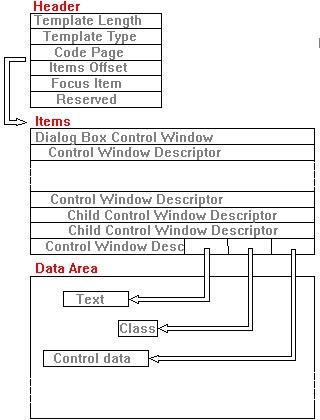 Header
Template Length
Template Type
Code Page
Items Offset
Focus Item
Reserved
Items
Dialog Box Control Window
Control Window Descriptor
Control Window Descriptor
Child Control Window Descriptor
Child Control Window Descriptor
Control Window Desc
Data Area
Text
Class
Control data